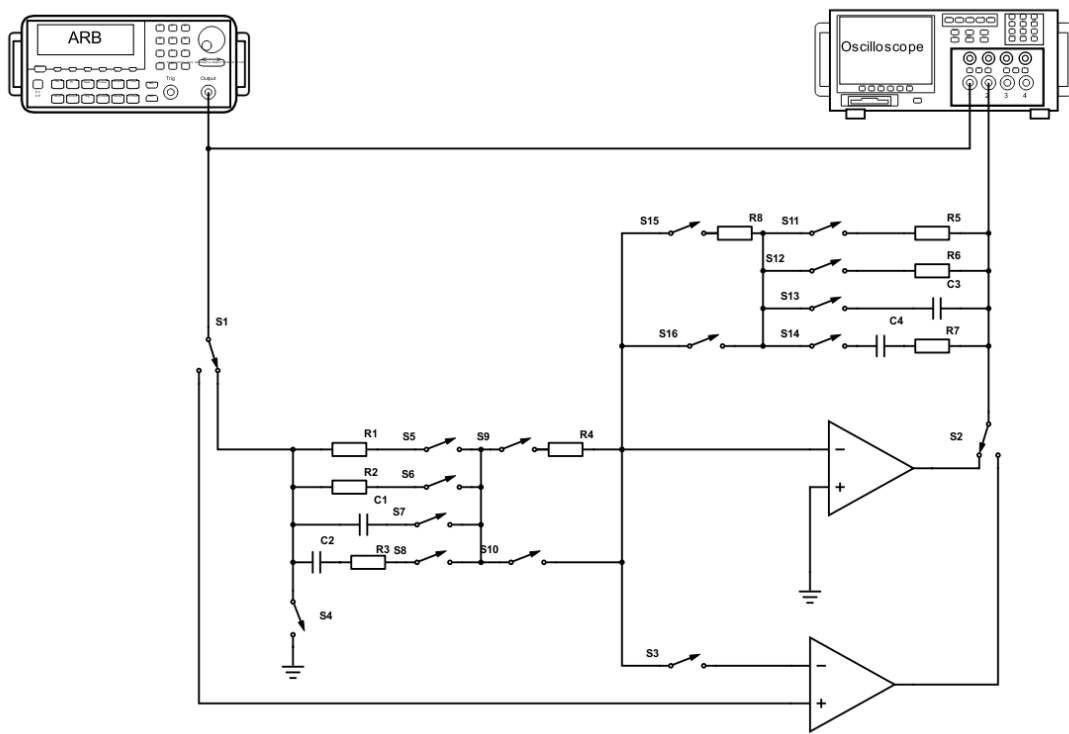 ARB
Trig
Output
Oscilloscope
2
3
4
S15
R8
S11
R5
S12
R6
S13
C3
S16
S14
C4
R7
S1
R1
S5
S9
R4
S2
R2
S6
C1
S7
C2
R3
S8
S10
S4
S3
−
+
−
+